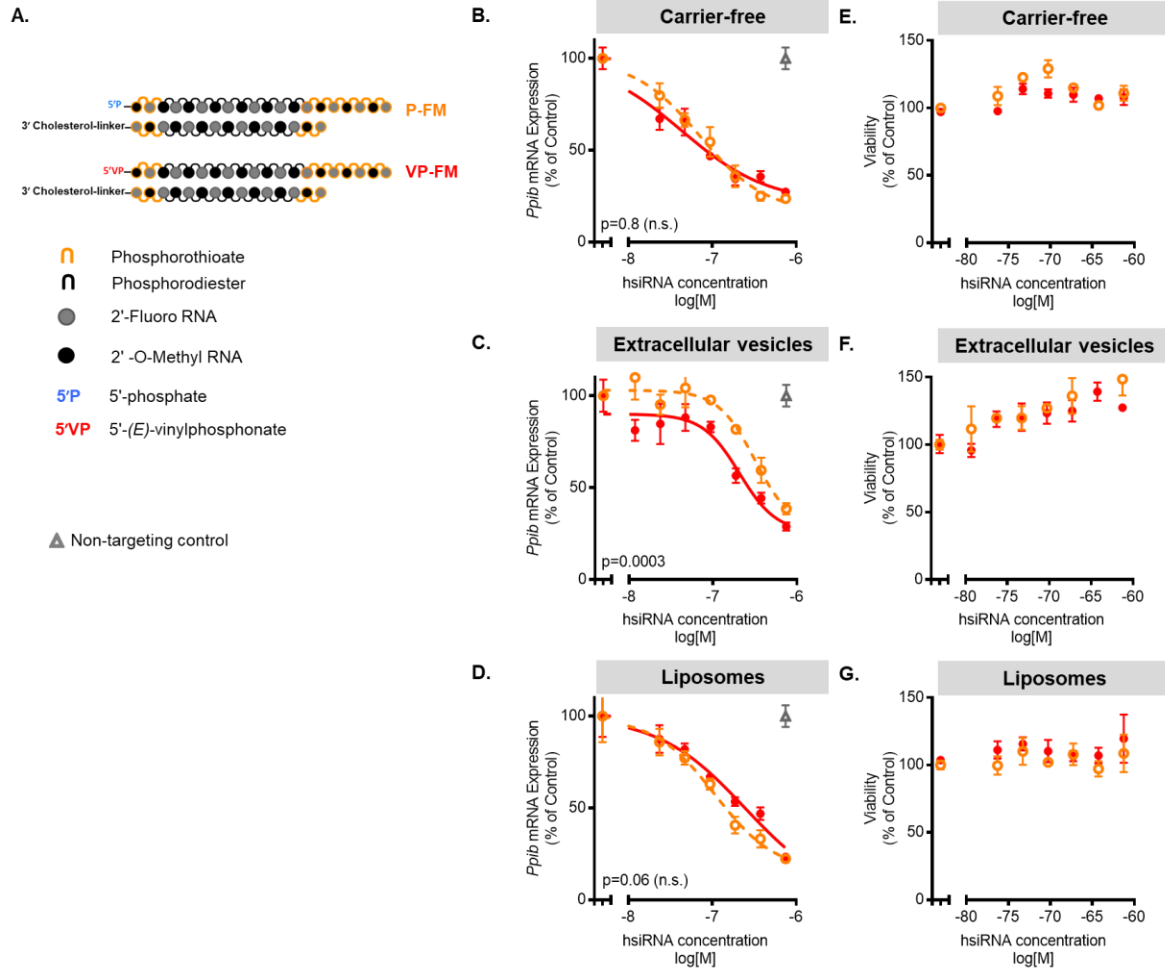 A.
5'P
P-FM
3' Cholesterol-linker
5'VP
VP-FM
3' Cholesterol-linker
Phosphorothioate
Phosphorodiester
2'-Fluoro RNA
2' -O-Methyl RNA
5'P 5'-phosphate
5'VP 5'-(E)-vinylphosphonate
Non-targeting control
B.
Carrier-free
Ppib mRNA Expression
(% of Control)
100
50
0
p=0.8 (n.s.)
-8 -7 -6
hsiRNA concentration
log[M]
E.
Carrier-free
Viability
(% of Control)
150
100
50
0
-80 -75 -70 -65 -60
hsiRNA concentration
log[M]
C.
Extracellular vesicles
Ppib mRNA Expression
(% of Control)
100
50
0
p=0.0003
-8 -7 -6
hsiRNA concentration
log[M]
F.
Extracellular vesicles
Viability
(% of Control)
150
100
50
0
-80 -75 -70 -65 -60
hsiRNA concentration
log[M]
D.
Liposomes
Ppib mRNA Expression
(% of Control)
100
50
0
p=0.06 (n.s.)
-8 -7 -6
hsiRNA concentration
log[M]
G.
Liposomes
Viability
(% of Control)
150
100
50
0
-80 -75 -70 -65 -60
hsiRNA concentration
log[M]